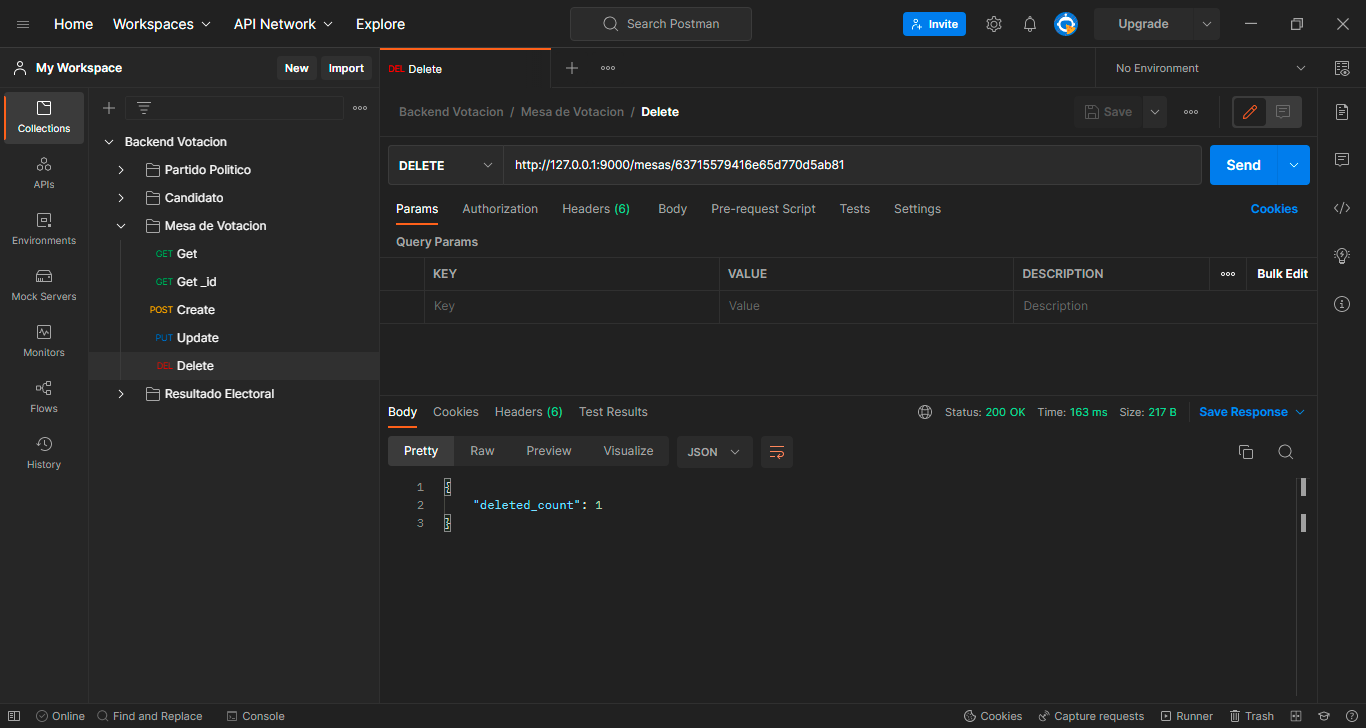 Home Workspaces API Network Explore Search Postman Invite Upgrade
My Workspace New Import DEL Delete No Environment
Collections
APIs
Environments
Mock Servers
Monitors
Flows
History
Backend Votacion
Partido Politico
Candidato
Mesa de Votacion
GET Get
GET Get _id
POST Create
PUT Update
DEL Delete
Resultado Electoral
Backend Votacion / Mesa de Votacion / Delete Save
DELETE http://127.0.0.1:9000/mesas/63715579416e65d770d5ab81 Send
Params Authorization Headers (6) Body Pre-request Script Tests Settings Cookies
Query Params
KEY VALUE DESCRIPTION Bulk Edit
Key Value Description
Body Cookies Headers (6) Test Results Status: 200 OK Time: 163 ms Size: 217 B Save Response
Pretty Raw Preview Visualize JSON
1 {
2 "deleted_count": 1
3 }
Online Find and Replace Console Cookies Capture requests Runner Trash